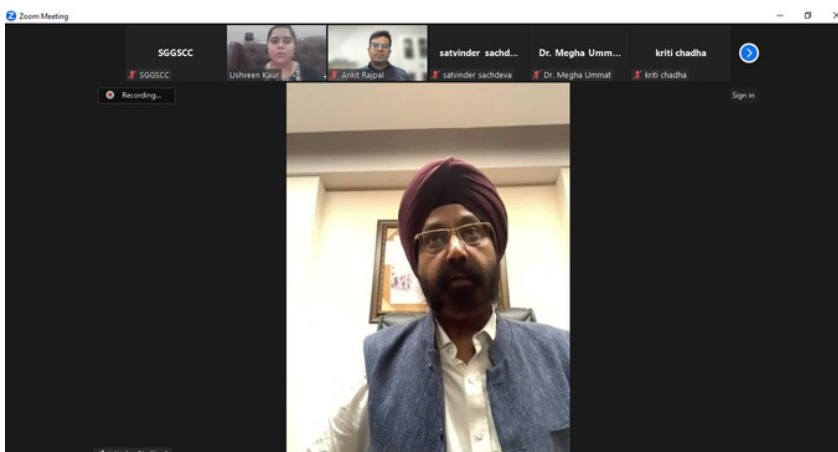 Zoom Meeting
SGGSCC
satvinder sachd...
Dr. Megha Umm...
kriti chadha
SGGSCC
Ushveen Kaur
Ankit Rajpal
satvinder sachdeva
Dr. Megha Ummat
kriti chadha
Recording...
Sign in